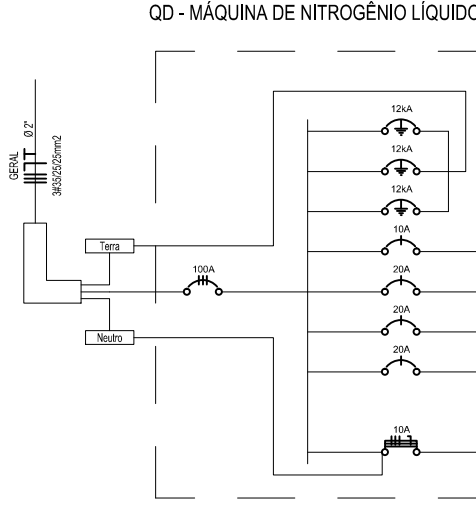 QD - MÁQUINA DE NITROGÊNIO LÍQUIDO
GERAL
Ø 2"
3#35/25/25mm2
Terra
Neutro
100A
12kA
12kA
12kA
10A
20A
20A
20A
10A